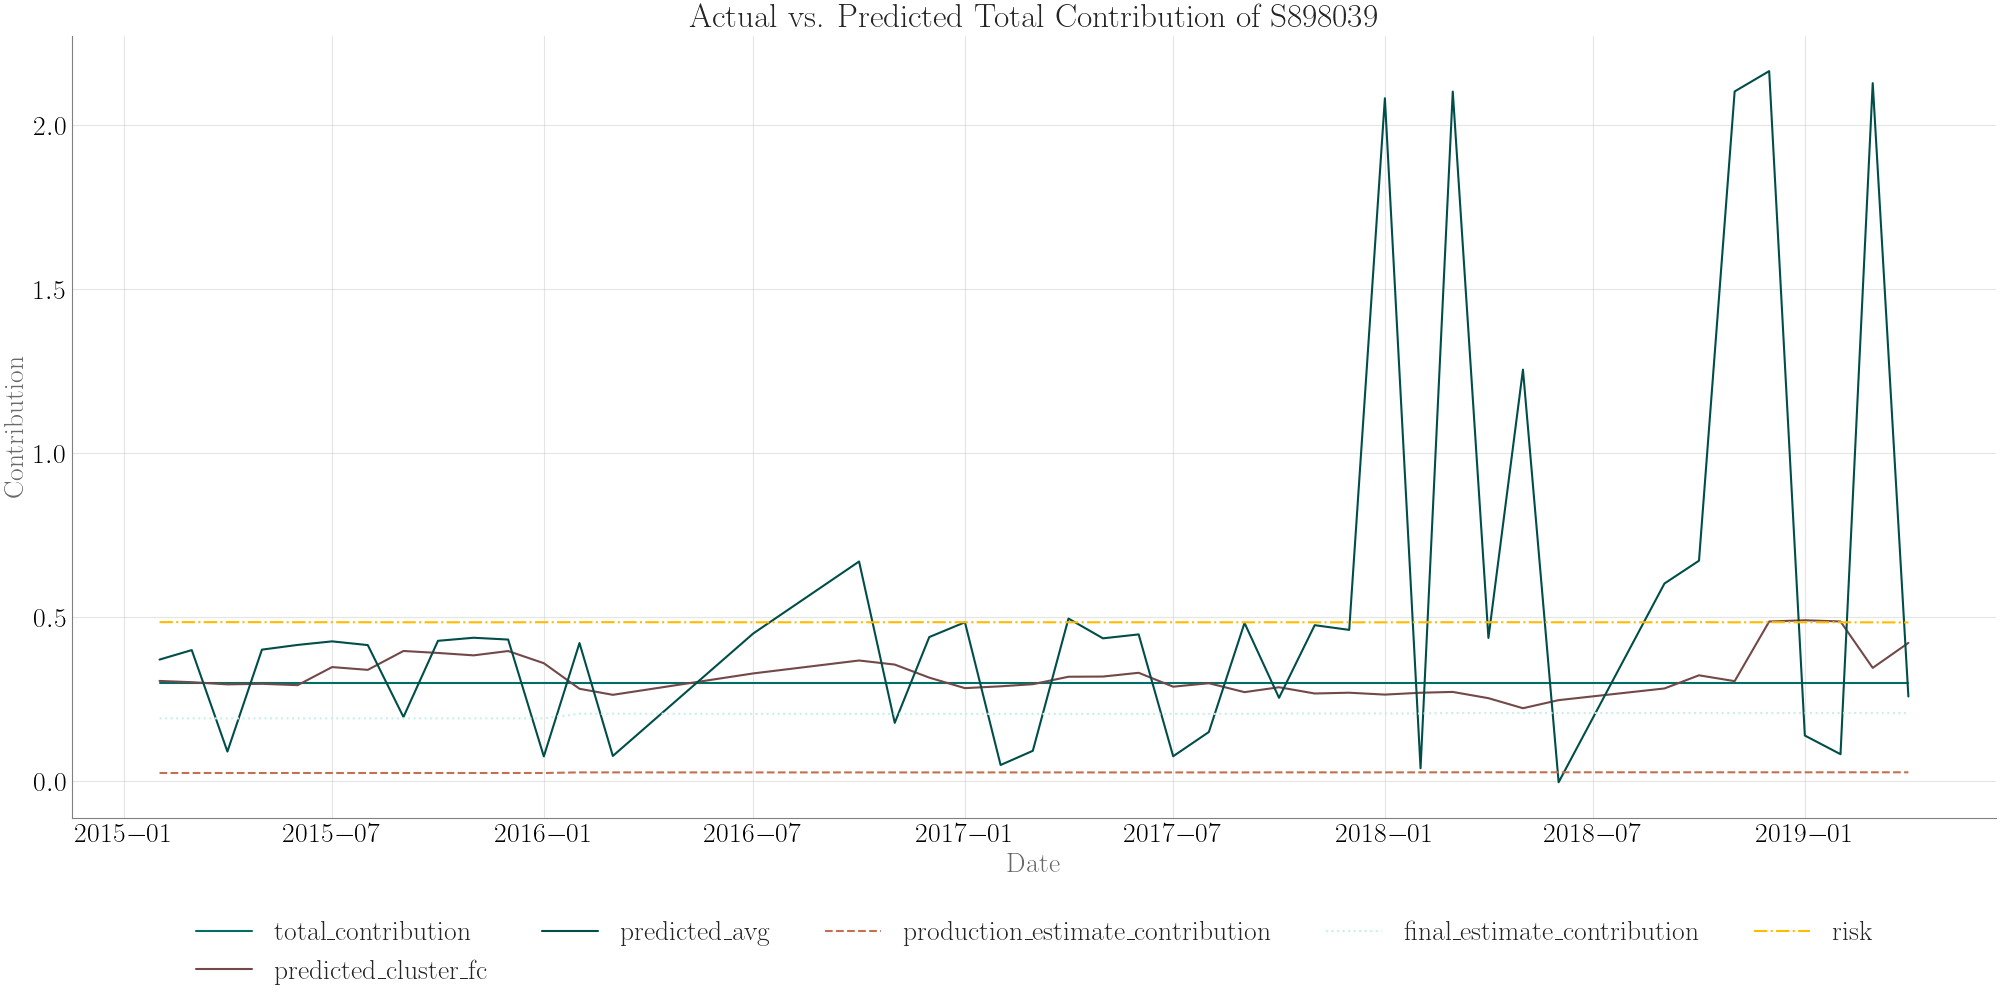 Actual vs. Predicted Total Contribution of S898039
Contribution
2.0
1.5
1.0
0.5
0.0
2015−01 2015−07 2016−01 2016−07 2017−01 2017−07 2018−01 2018−07 2019−01
Date
total_contribution predicted_avg production_estimate_contribution final_estimate_contribution risk
predicted_cluster_fc